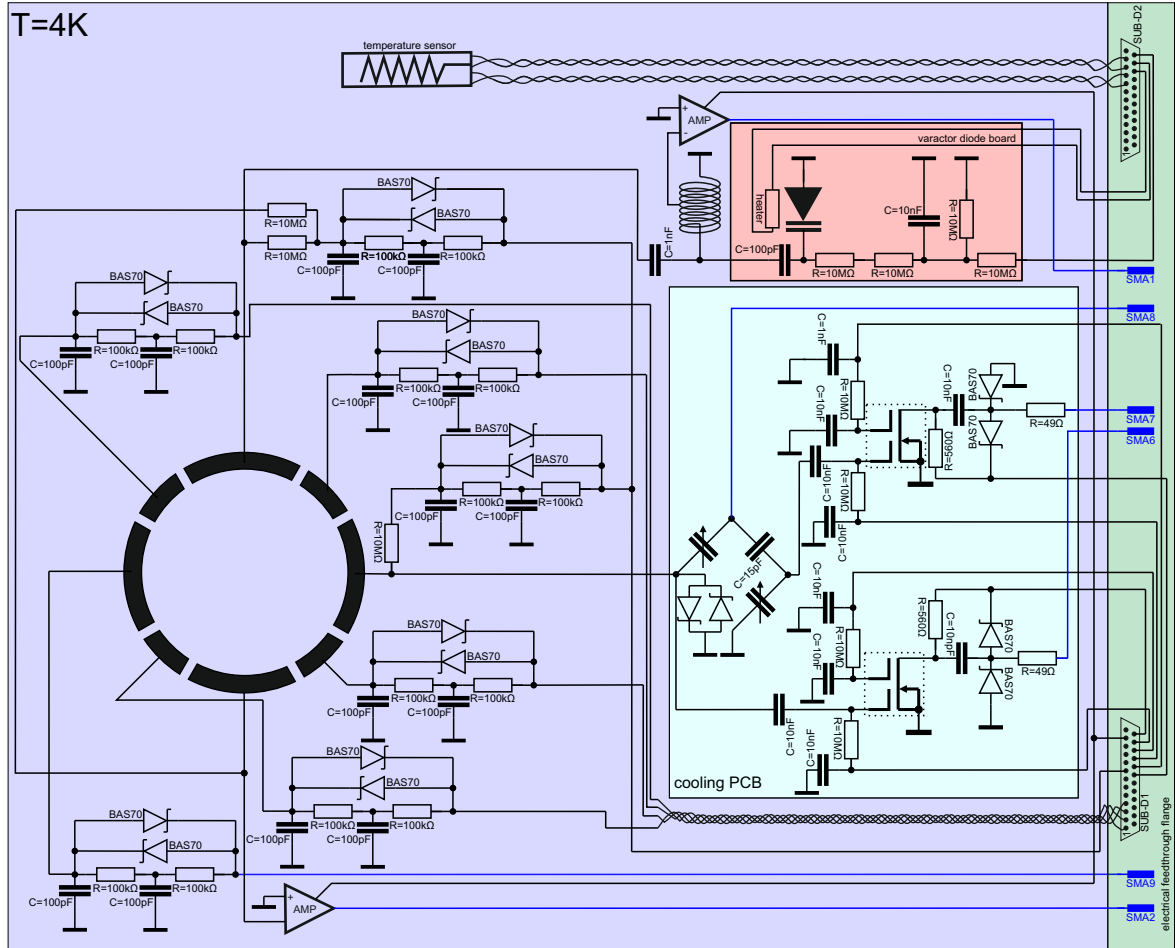 T=4K
temperature sensor
SUB-D2
1
+
AMP
-
varactor diode board
heater
C=10nF
R=10MΩ
C=1nF
C=100pF
R=10MΩ
R=10MΩ
R=10MΩ
SMA1
SMA8
SMA7
SMA6
BAS70
BAS70
R=10MΩ
R=10MΩ
R=100kΩ
R=100kΩ
C=100pF
C=100pF
BAS70
BAS70
R=100kΩ
R=100kΩ
C=100pF
C=100pF
BAS70
BAS70
R=100kΩ
R=100kΩ
C=100pF
C=100pF
BAS70
BAS70
R=100kΩ
R=100kΩ
C=100pF
C=100pF
R=10MΩ
C=1nF
R=10MΩ
C=10nF
C=10nF
R=10MΩ
C=10nF
C=10nF
R=560Ω
BAS70
BAS70
R=49Ω
C=15pF
C=10nF
R=10MΩ
C=10nF
C=10nF
R=10MΩ
C=10nF
R=560Ω
C=10npF
BAS70
BAS70
R=49Ω
cooling PCB
BAS70
BAS70
R=100kΩ
R=100kΩ
C=100pF
C=100pF
BAS70
BAS70
R=100kΩ
R=100kΩ
C=100pF
C=100pF
BAS70
BAS70
R=100kΩ
R=100kΩ
C=100pF
C=100pF
+
AMP
-
SUB-D1
1
SMA9
SMA2
electrical feedthrough flange